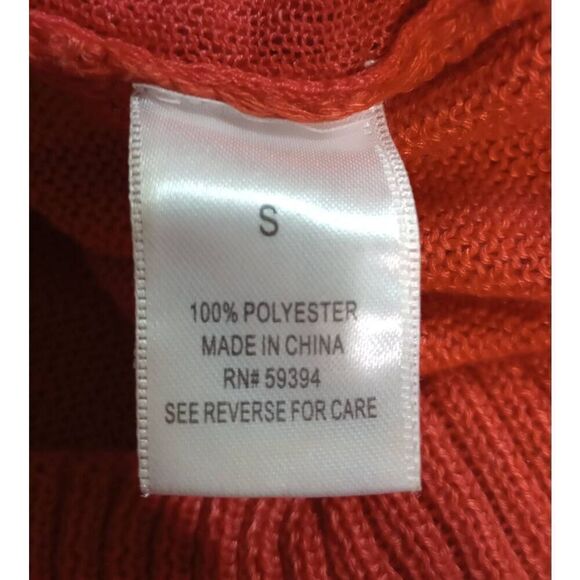 S
100% POLYESTER
MADE IN CHINA
RN# 59394
SEE REVERSE FOR CARE